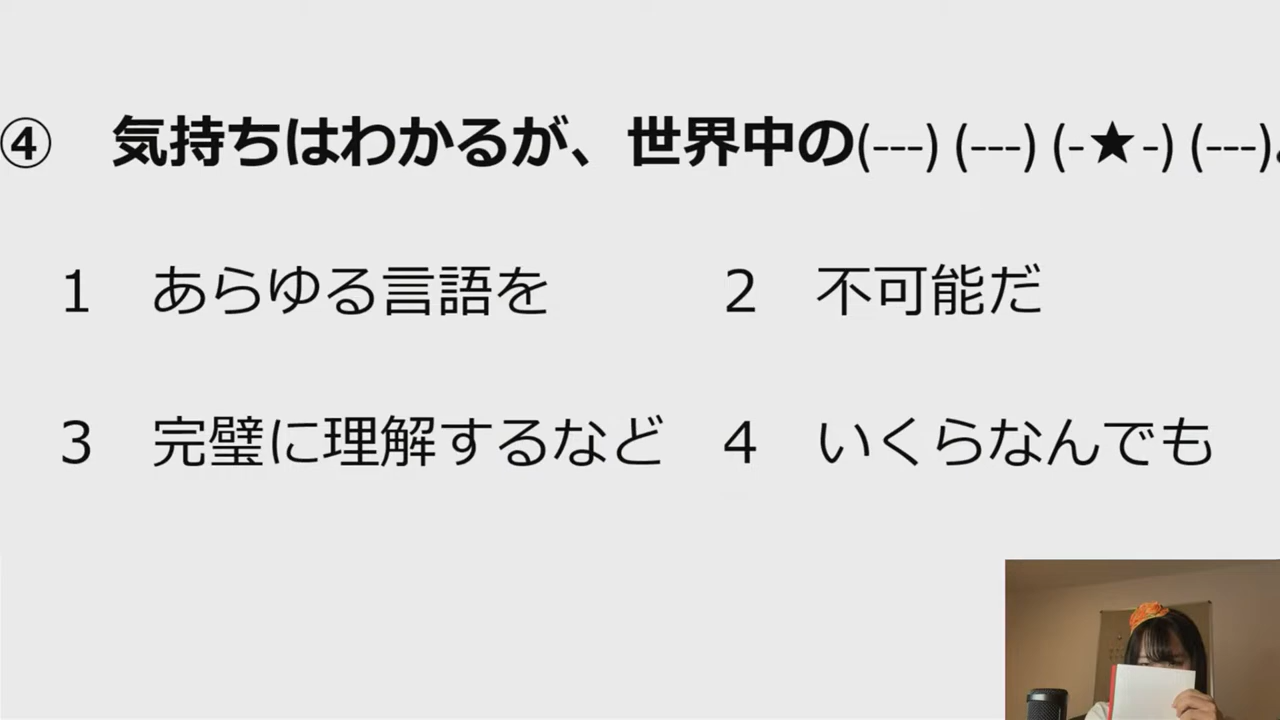 ④ 気持ちはわかるが、世界中の(---) (---) (-★-) (---)。
1 あらゆる言語を 2 不可能だ
3 完璧に理解するなど 4 いくらなんでも